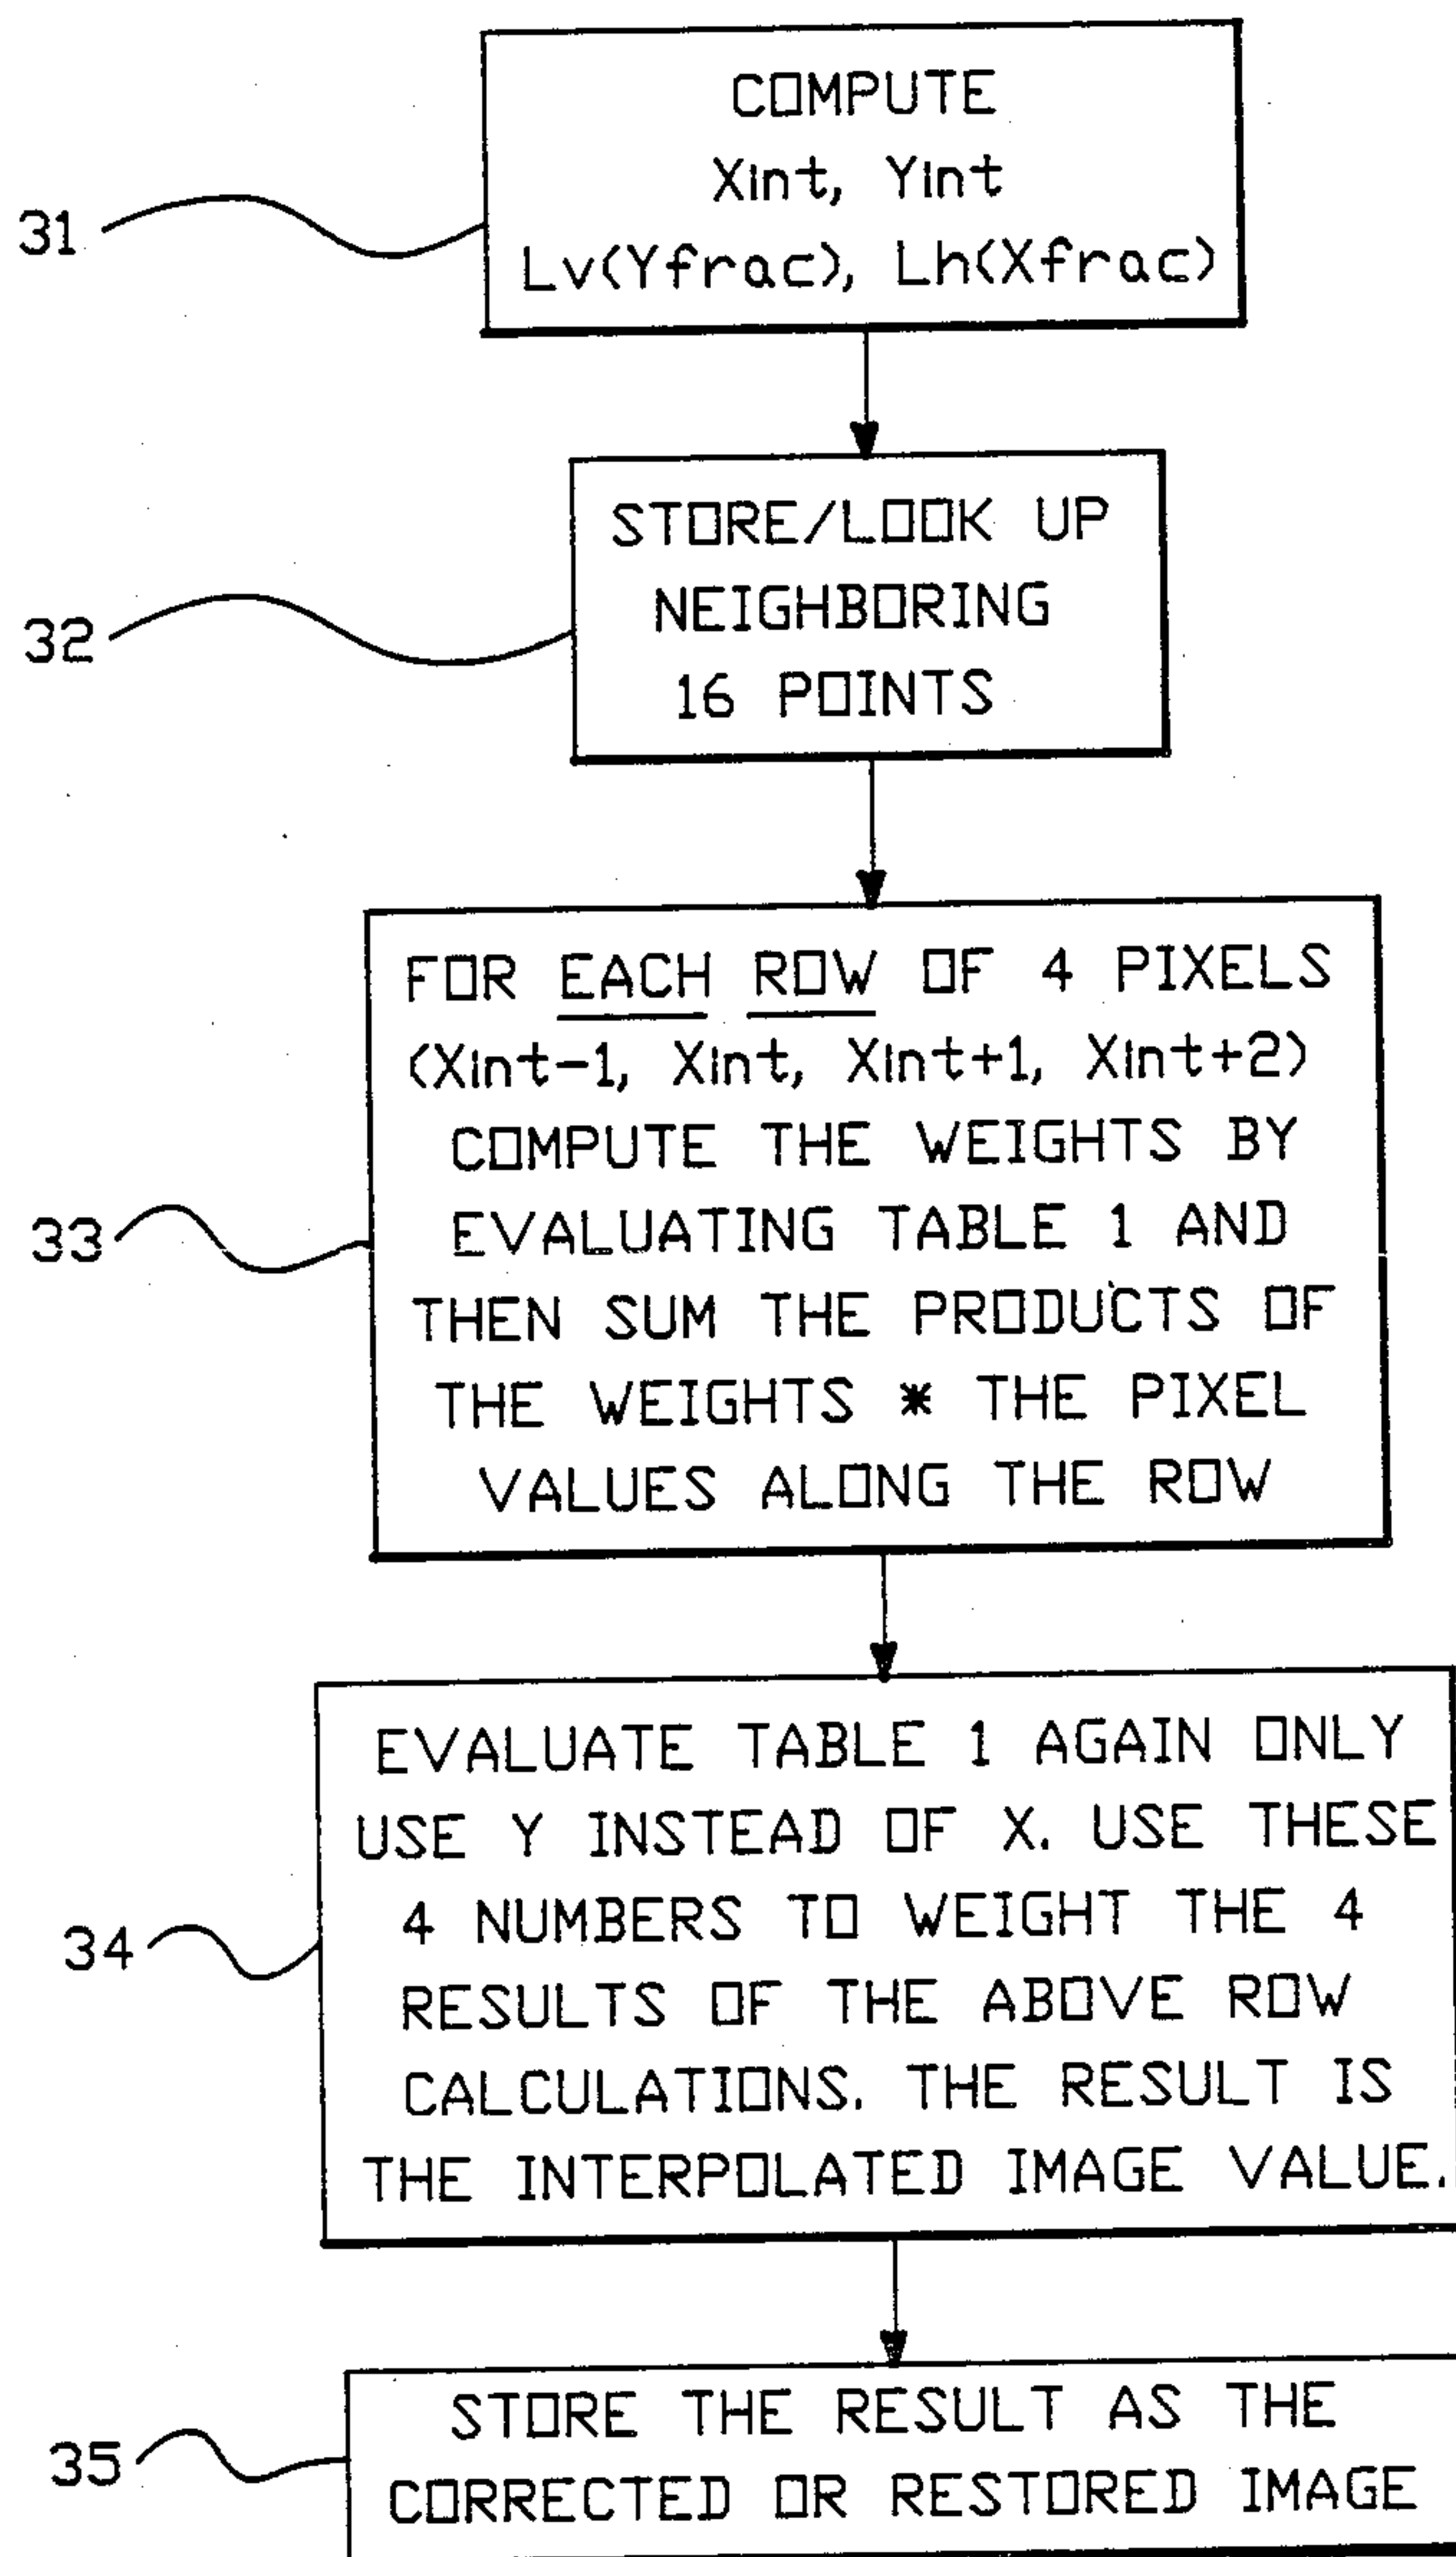 COMPUTE
Xint, Yint
31
Lv(Yfrac), Lh(Xfrac)
STORE/LOOK UP
NEIGHBORING
32
16 POINTS
FOR EACH ROW OF 4 PIXELS
(Xint-1, Xint, Xint+1, Xint+2)
COMPUTE THE WEIGHTS BY
33
EVALUATING TABLE 1 AND
THEN SUM THE PRODUCTS OF
THE WEIGHTS * THE PIXEL
VALUES ALONG THE ROW
EVALUATE TABLE 1 AGAIN ONLY
USE Y INSTEAD OF X. USE THESE
4 NUMBERS TO WEIGHT THE 4
34
RESULTS OF THE ABOVE ROW
CALCULATIONS. THE RESULT IS
THE INTERPOLATED IMAGE VALUE.
STORE THE RESULT AS THE
35
CORRECTED OR RESTORED IMAGE